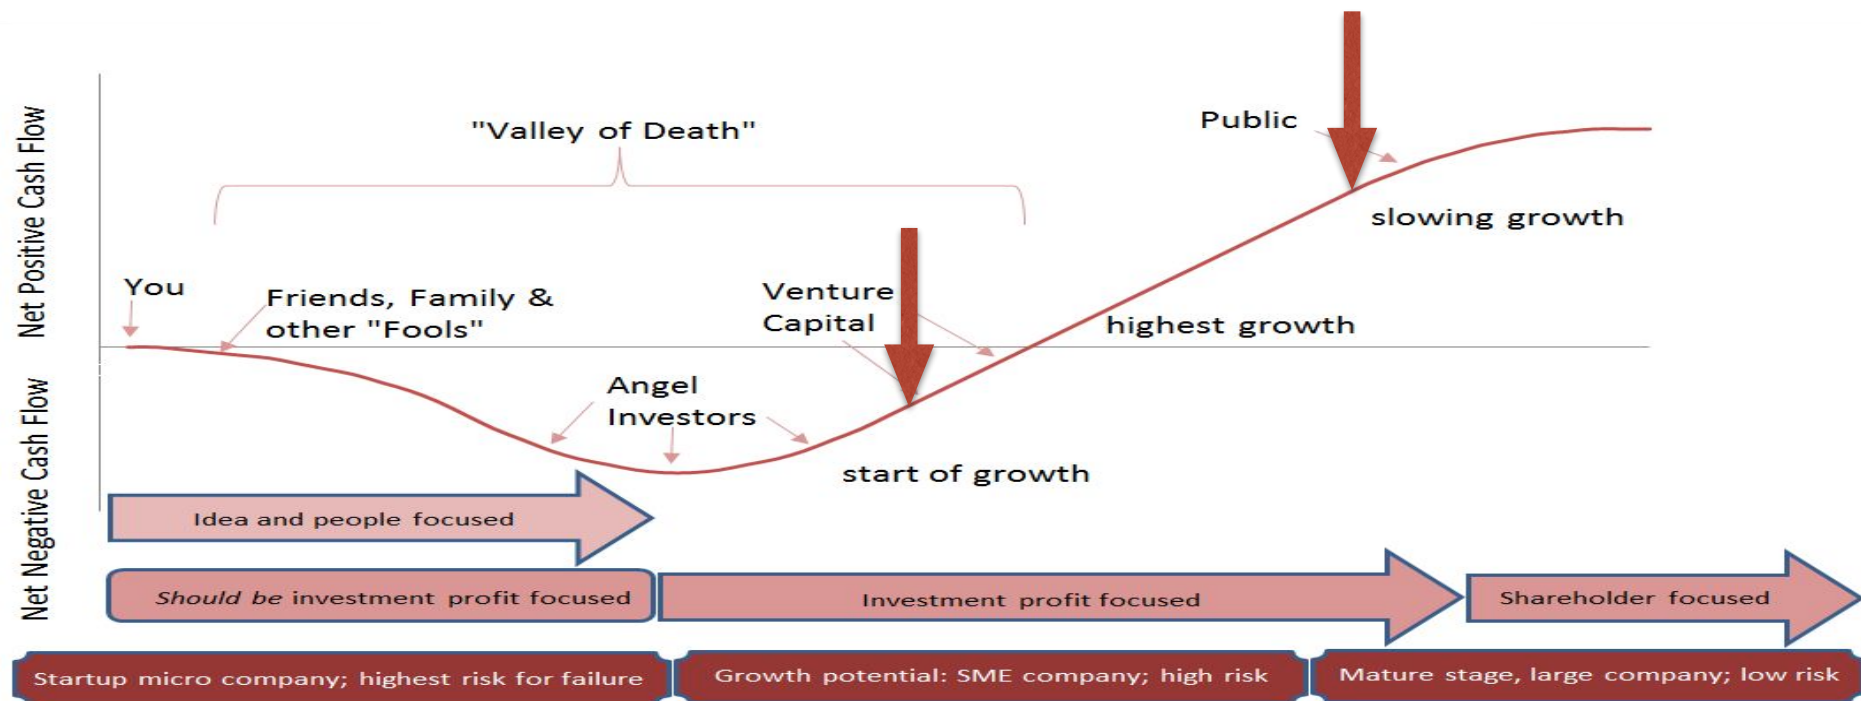 Net Positive Cash Flow
Net Negative Cash Flow
"Valley of Death"
Public
slowing growth
You
Friends, Family &
other "Fools"
Venture
Capital
highest growth
Angel
Investors
start of growth
Idea and people focused
Should be investment profit focused
Investment profit focused
Shareholder focused
Startup micro company; highest risk for failure
Growth potential: SME company; high risk
Mature stage, large company; low risk